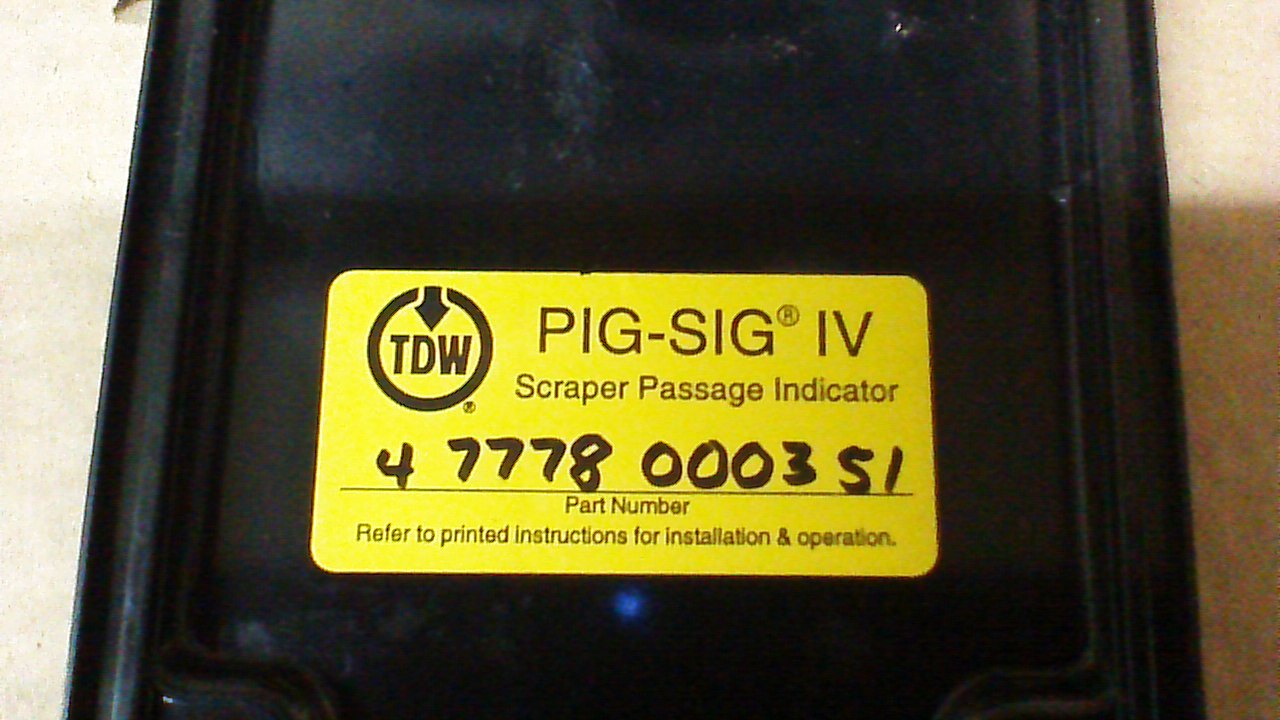 TDW
®
PIG-SIG® IV
Scraper Passage Indicator
4 7778 0003 51
Part Number
Refer to printed instructions for installation & operation.